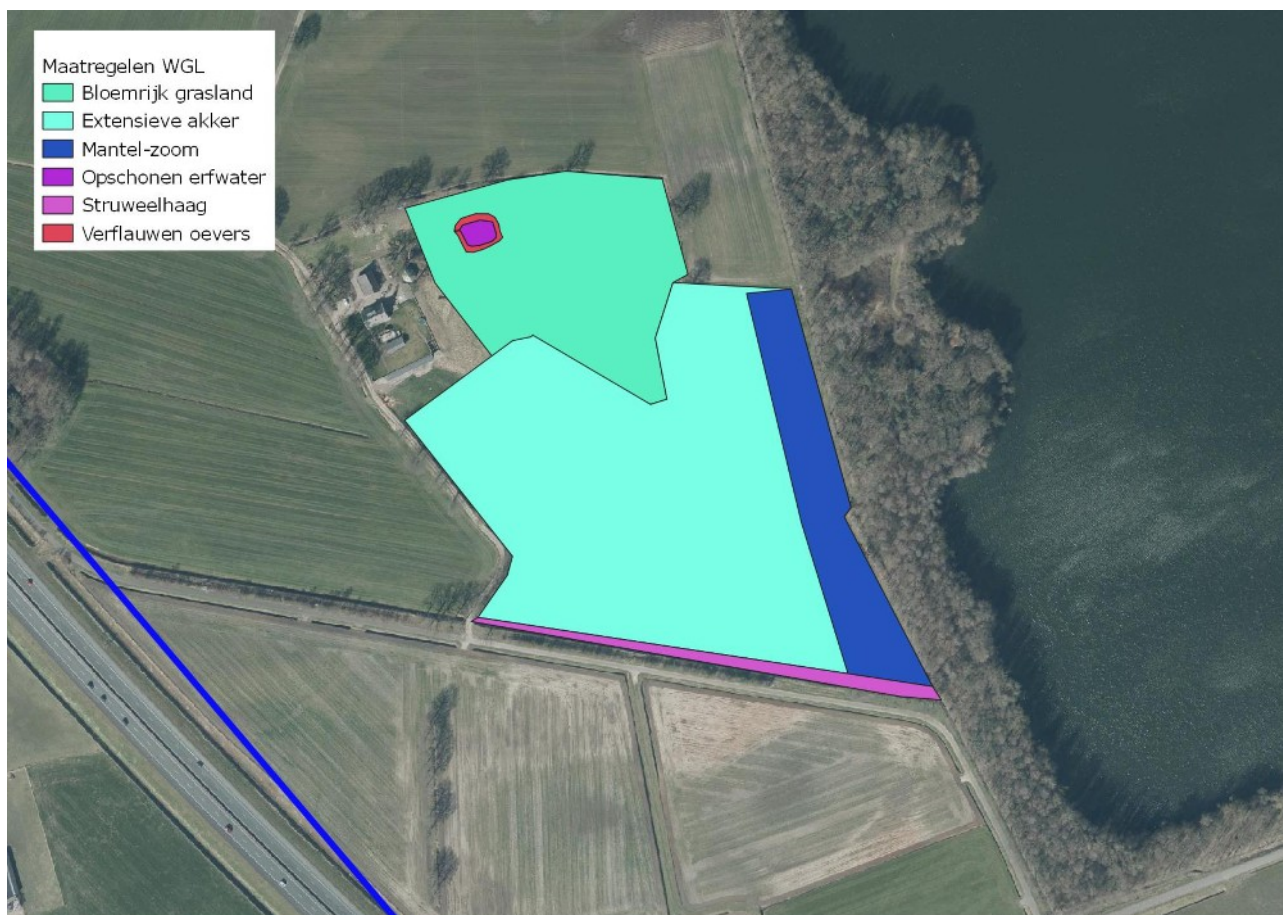 Maatregelen WGL
Bloemrijk grasland
Extensieve akker
Mantel-zoom
Opschonen erfwater
Struweelhaag
Verflauwen oevers